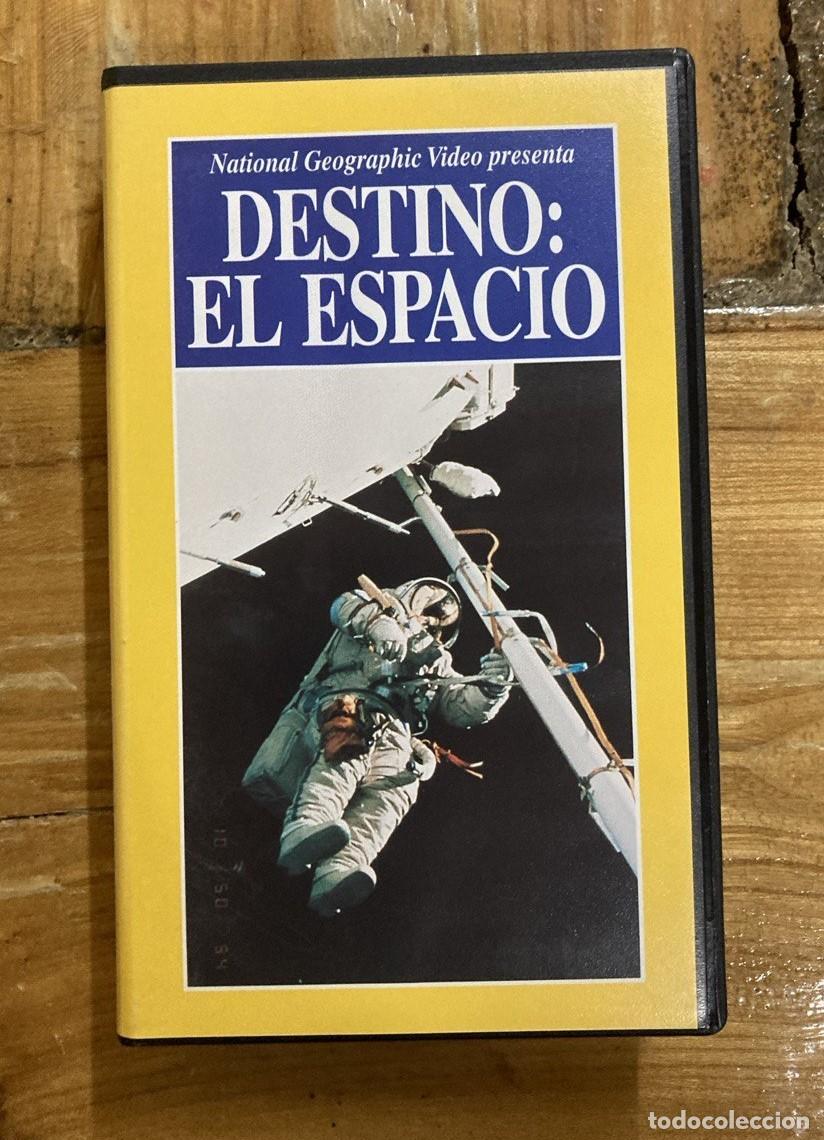 National Geographic Video presenta
DESTINO:
EL ESPACIO
todocoleccion